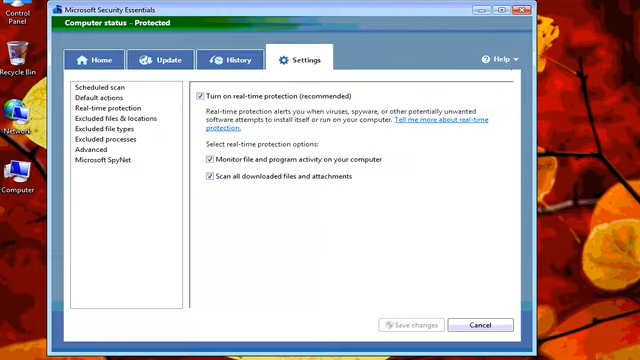 Control
Panel
Recycle Bin
Network
Computer
Microsoft Security Essentials
Computer status - Protected
Home
Update
History
Settings
Help
Scheduled scan
Default actions
Real-time protection
Excluded files & locations
Excluded file types
Excluded processes
Advanced
Microsoft SpyNet
Turn on real-time protection (recommended)
Real-time protection alerts you when viruses, spyware, or other potentially unwanted
software attempts to install itself or run on your computer. Tell me more about real-time
protection.
Select real-time protection options:
Monitor file and program activity on your computer
Scan all downloaded files and attachments
Save changes
Cancel